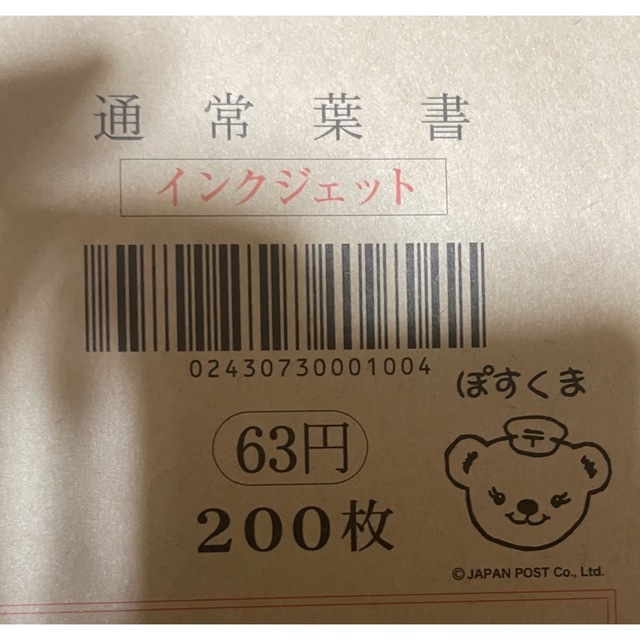 通常葉書
インクジェット
02430730001004
ぽすくま
63円
200枚
〒
©JAPAN POST Co., Ltd.